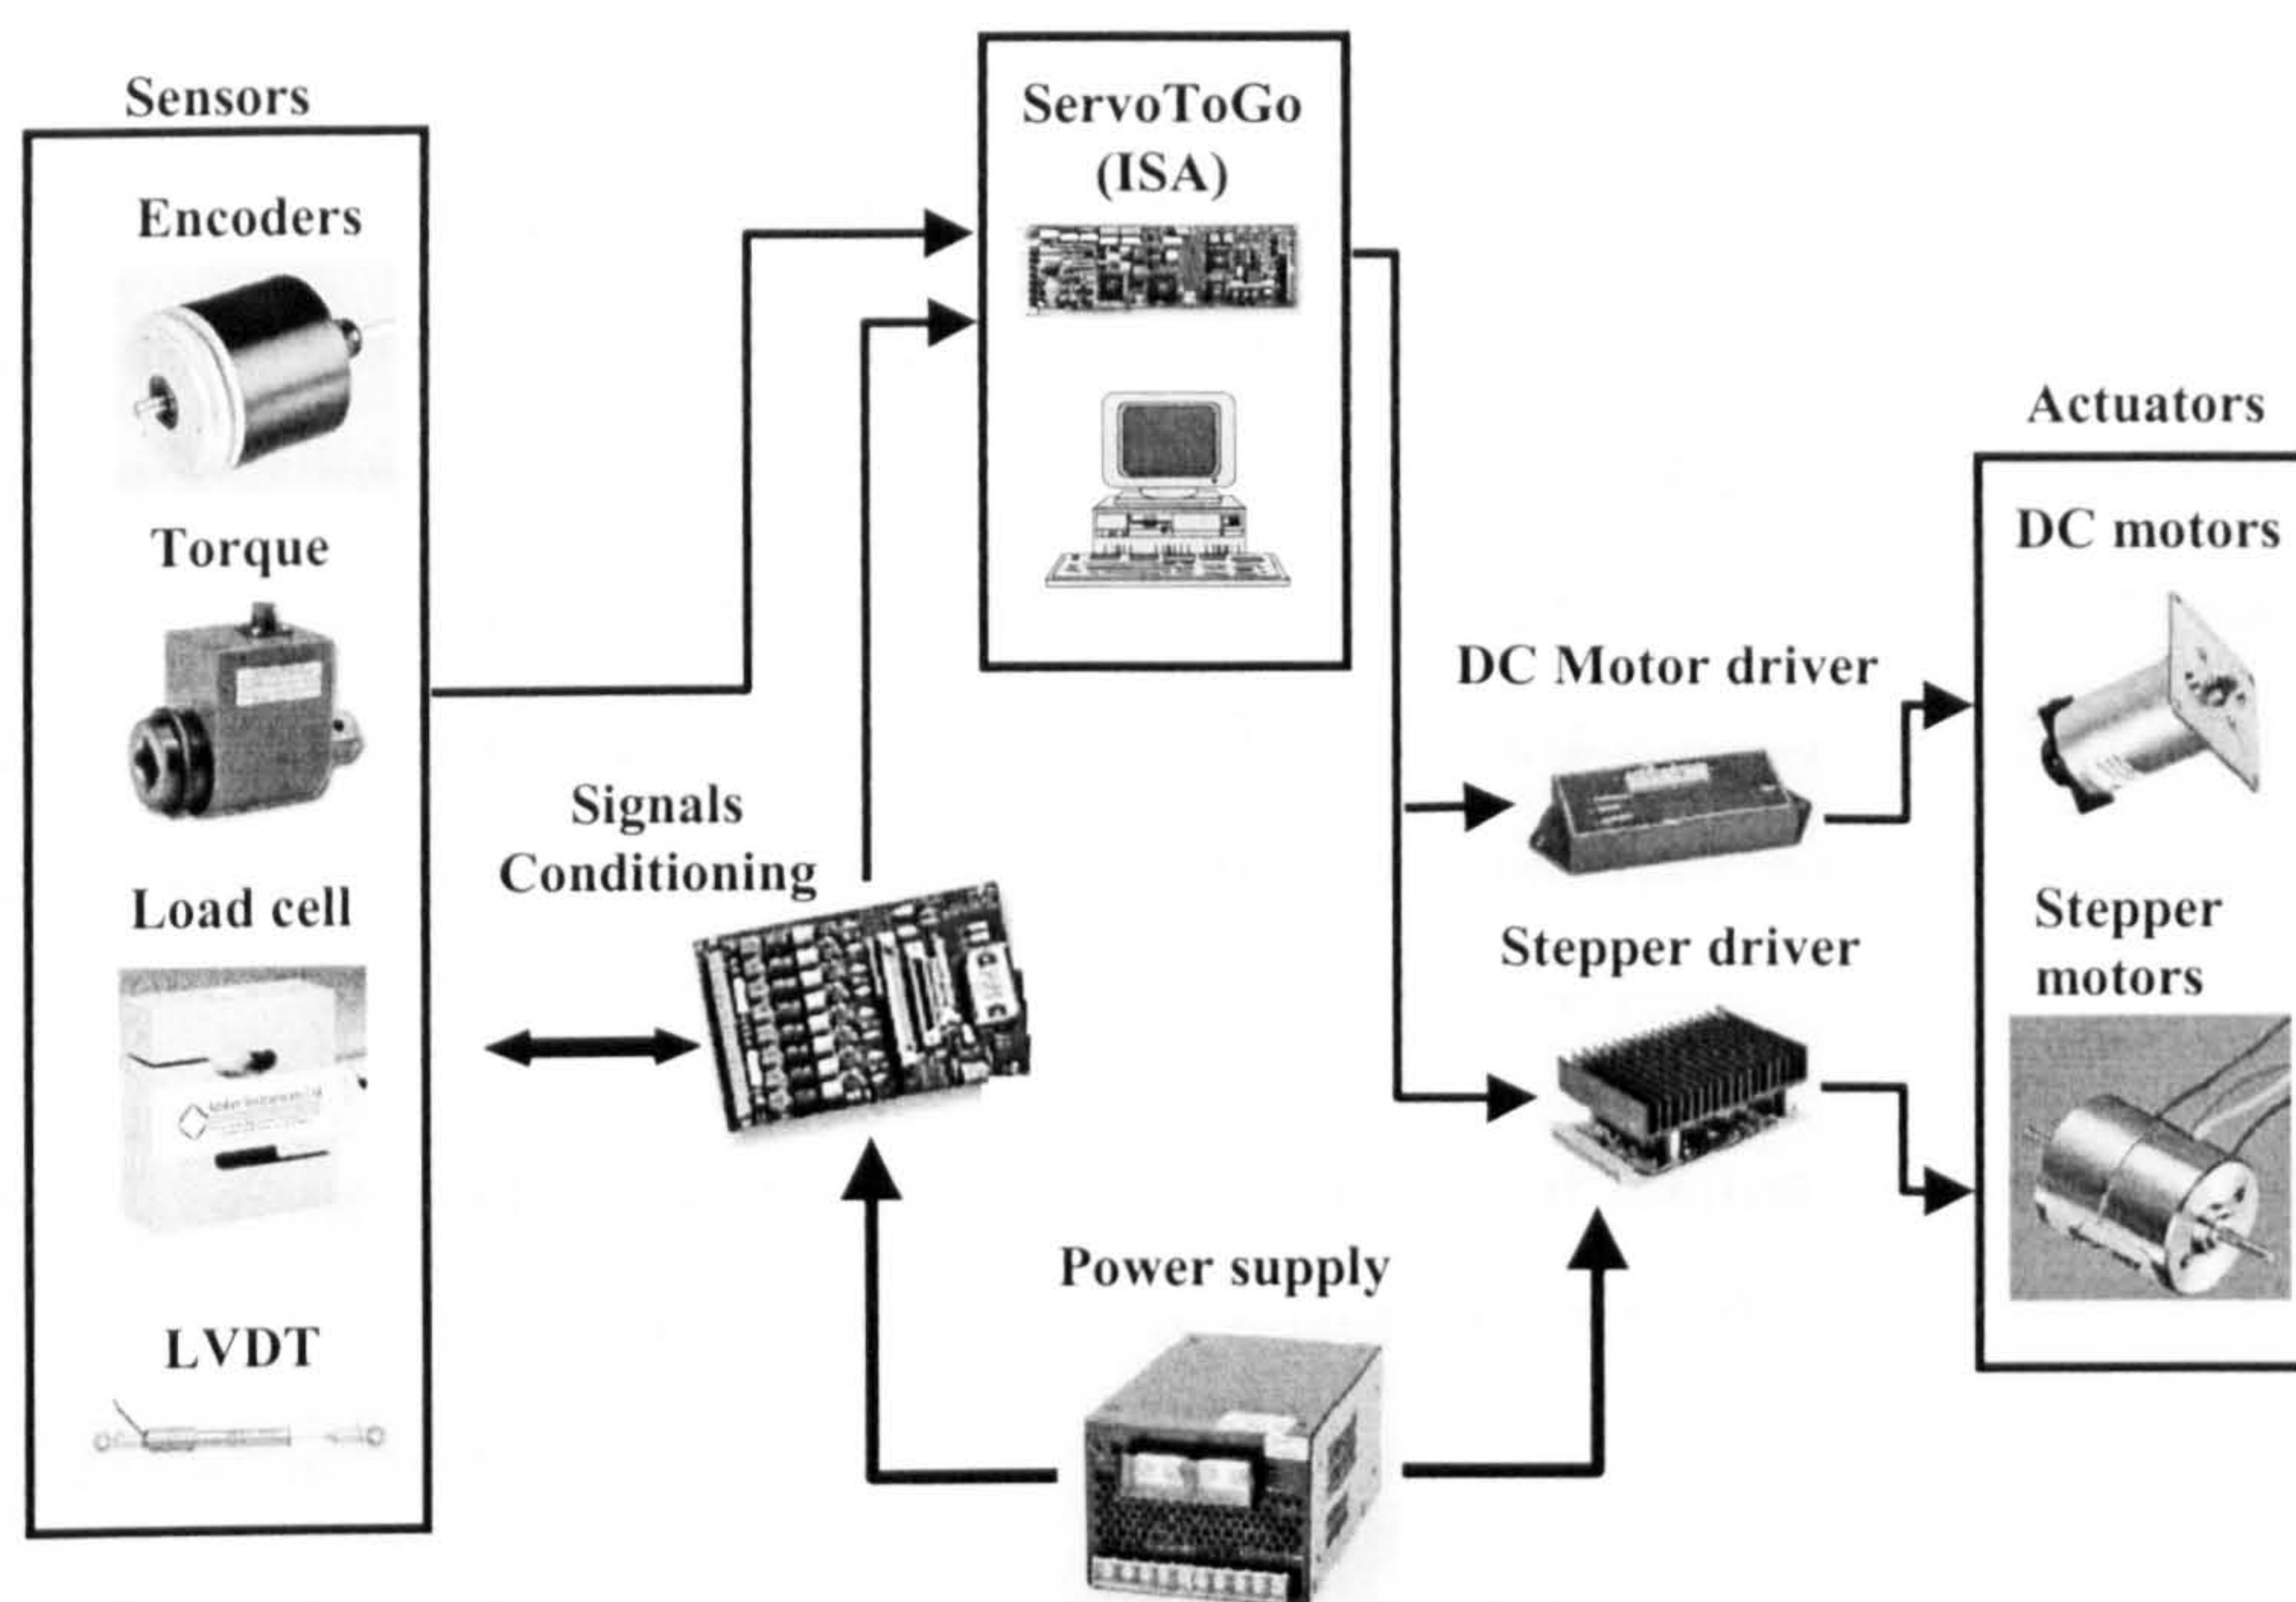 Sensors
Encoders
Torque
Load cell
LVDT
Signals
Conditioning
ServoToGo
(ISA)
Power supply
DC Motor driver
Stepper driver
Actuators
DC motors
Stepper
motors